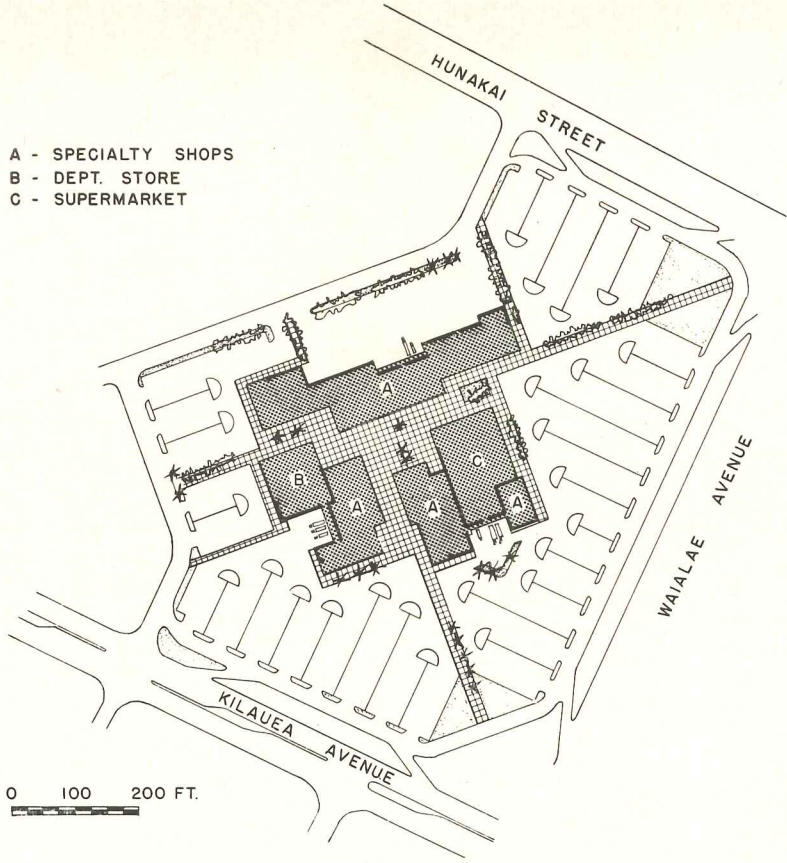 HUNAKAI STREET
A - SPECIALTY SHOPS
B - DEPT. STORE
C - SUPERMARKET
A
C
B
A
A
A
WAIALAE AVENUE
KILAUEA AVENUE
0 100 200 FT.